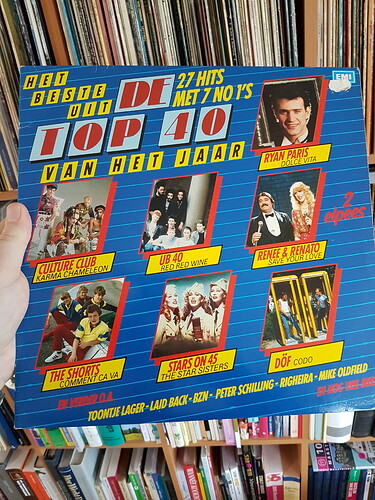 HET
BESTE
UIT
DE
TOP 40
VAN HET JAAR
27 HITS
MET 7 NO 1'S
EMI
RYAN PARIS
DOLCE VITA
CULTURE CLUB
KARMA CHAMELEON
UB 40
RED RED WINE
RENEE & RENATO
SAVE YOUR LOVE
2
elpees
THE SHORTS
COMMENT CA VA
STARS ON 45
THE STAR SISTERS
DÖF CODO
EN VERDER O.A.
TOONTJE LAGER - LAID BACK - BZN - PETER SCHILLING - RIGHEIRA - MIKE OLDFIELD
EN NOG VEEL